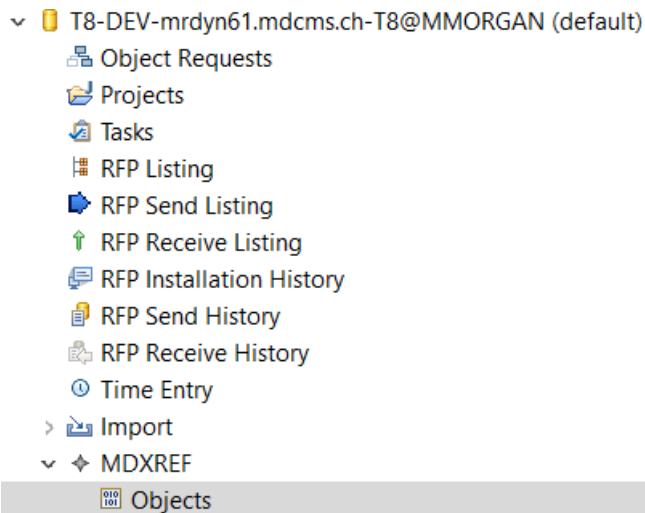 T8-DEV-mrdyn61.mdcms.ch-T8@MMORGAN (default)
Object Requests
Projects
Tasks
RFP Listing
RFP Send Listing
RFP Receive Listing
RFP Installation History
RFP Send History
RFP Receive History
Time Entry
Import
MDXREF
Objects